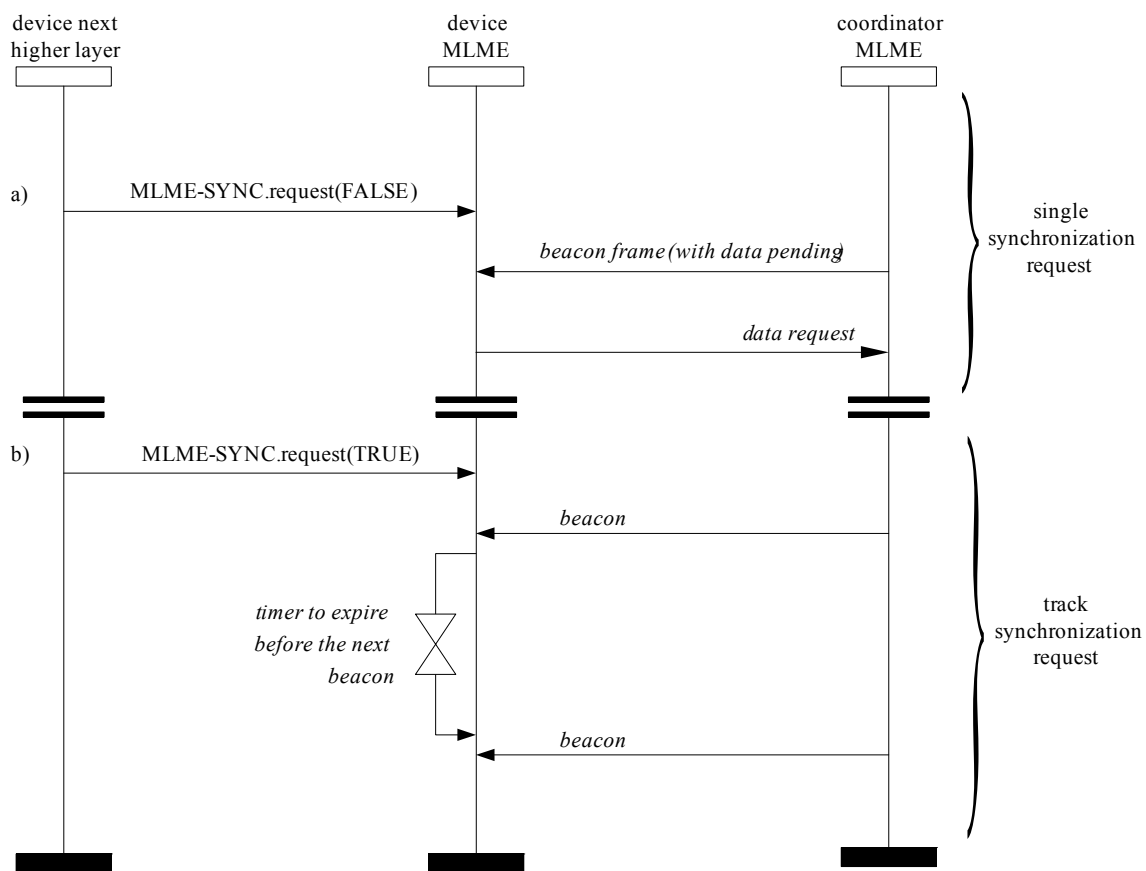 device next
higher layer
device
MLME
coordinator
MLME
a)
MLME-SYNC.request(FALSE)
beacon frame (with data pending)
single
synchronization
request
data request
b)
MLME-SYNC.request(TRUE)
beacon
timer to expire
before the next
beacon
track
synchronization
request
beacon